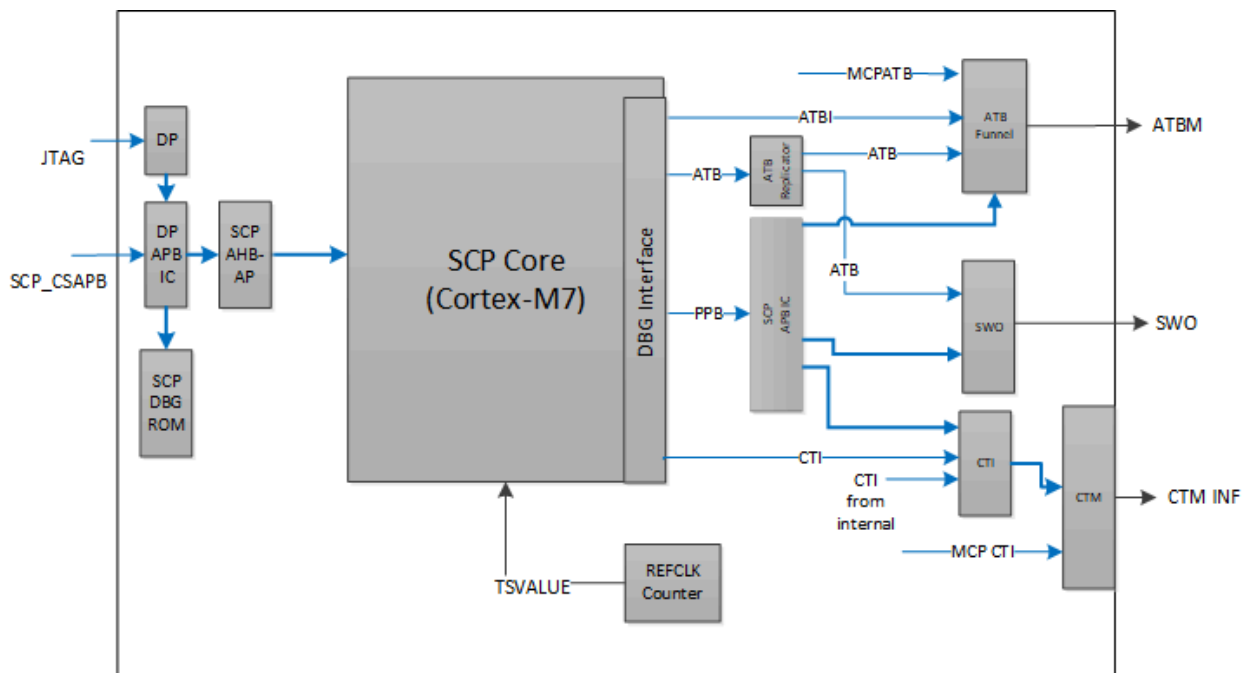 JTAG
SCP_CSAPB
DP
DP
APB
IC
SCP
AHB-
AP
SCP
DBG
ROM
SCP Core
(Cortex-M7)
DBG Interface
TSVALUE
REFCLK
Counter
MCPATB
ATBI
ATB
ATB
Replicator
ATB
ATB
PPB
SCP
APB IC
CTI
CTI
from
internal
MCP CTI
ATB
Funnel
SWO
CTI
CTM
ATBM
SWO
CTM INF